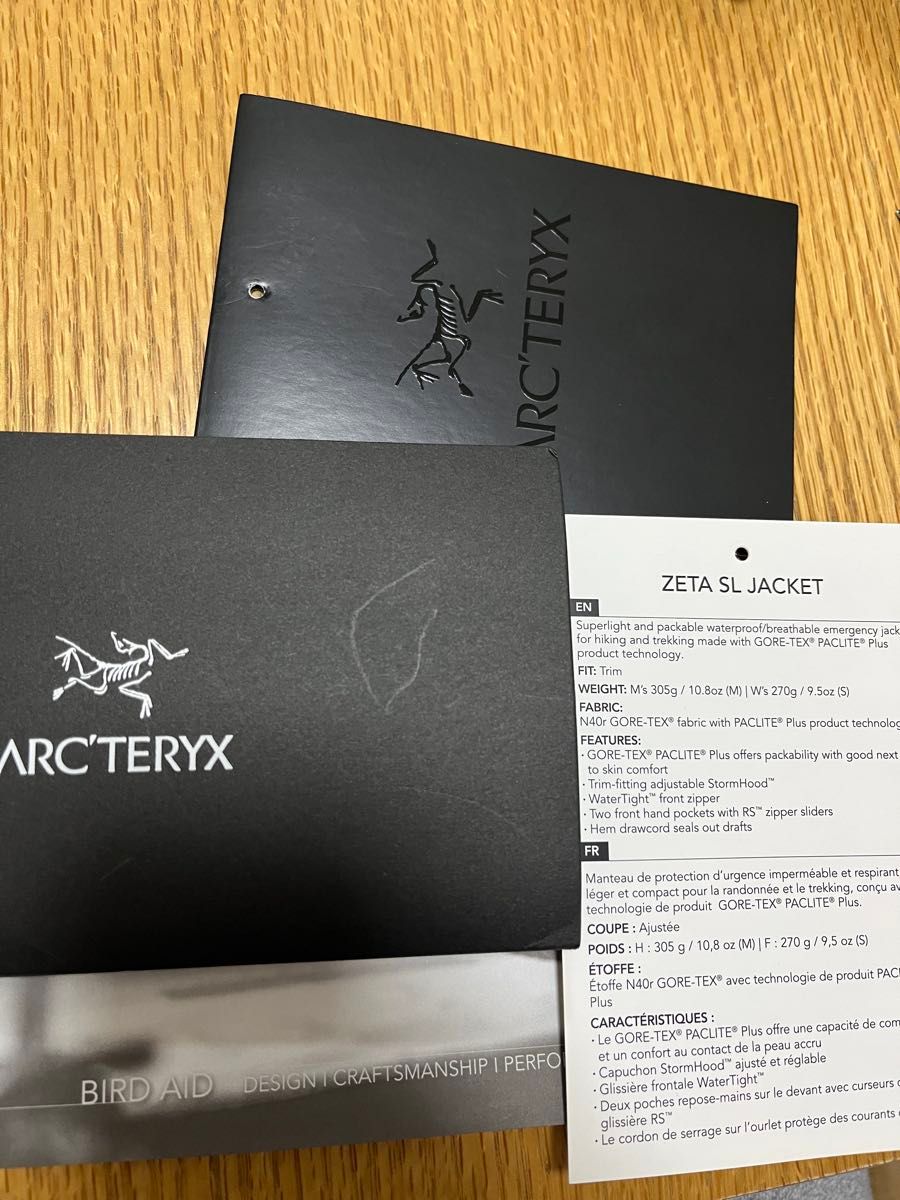 ARC'TERYX
ARC'TERYX
BIRD AID
DESIGN | CRAFTSMANSHIP |
ZETA SL JACKET
EN
Superlight and packable waterproof/breathable emergency
for hiking and trekking made with GORE-TEX® PACLITE® Plus
product technology.
FIT: Trim
WEIGHT: M's 305g / 10.8oz (M) | W's 270g / 9.5oz (S)
FABRIC:
N40r GORE-TEX® fabric with PACLITE® Plus product
FEATURES:
· GORE-TEX® PACLITE® Plus offers packability with good next
to skin comfort
· Trim-fitting adjustable StormHood™
· WaterTight™ front zipper
· Two front hand pockets with RS™ zipper sliders
· Hem drawcord seals out drafts
FR
Manteau de protection d'urgence imperméable et respirant
léger et compact pour la randonnée et le trekking, conçu
technologie de produit GORE-TEX® PACLITE® Plus.
COUPE : Ajustée
POIDS : H : 305 g / 10,8 oz (M) | F : 270 g / 9,5 oz (S)
ÉTOFFE :
Étoffe N40r GORE-TEX® avec technologie de produit
Plus
CARACTÉRISTIQUES :
· Le GORE-TEX® PACLITE® Plus offre une capacité de
et un confort au contact de la peau accru
· Capuchon StormHood™ ajusté et réglable
· Glissière frontale WaterTight™
· Deux poches repose-mains sur le devant avec curseurs
glissière RS™
· Le cordon de serrage sur l'ourlet protège des courants